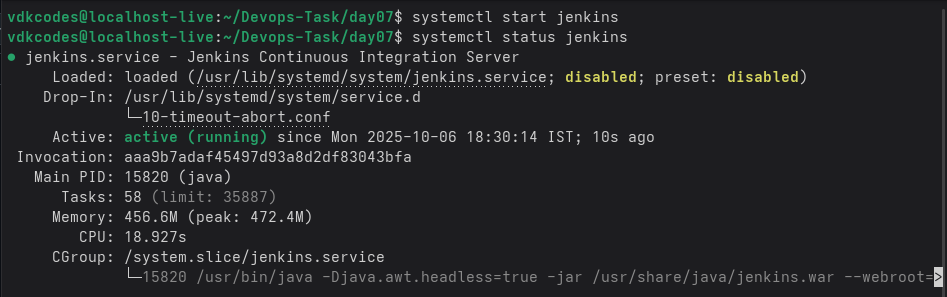 vdkcodes@localhost-live:~/Devops-Task/day07$ systemctl start jenkins
vdkcodes@localhost-live:~/Devops-Task/day07$ systemctl status jenkins
● jenkins.service - Jenkins Continuous Integration Server
     Loaded: loaded (/usr/lib/systemd/system/jenkins.service; disabled; preset: disabled)
    Drop-In: /usr/lib/systemd/system/service.d
             └─10-timeout-abort.conf
     Active: active (running) since Mon 2025-10-06 18:30:14 IST; 10s ago
 Invocation: aaa9b7adaf45497d93a8d2df83043bfa
   Main PID: 15820 (java)
      Tasks: 58 (limit: 35887)
     Memory: 456.6M (peak: 472.4M)
        CPU: 18.927s
     CGroup: /system.slice/jenkins.service
             └─15820 /usr/bin/java -Djava.awt.headless=true -jar /usr/share/java/jenkins.war --webroot=>